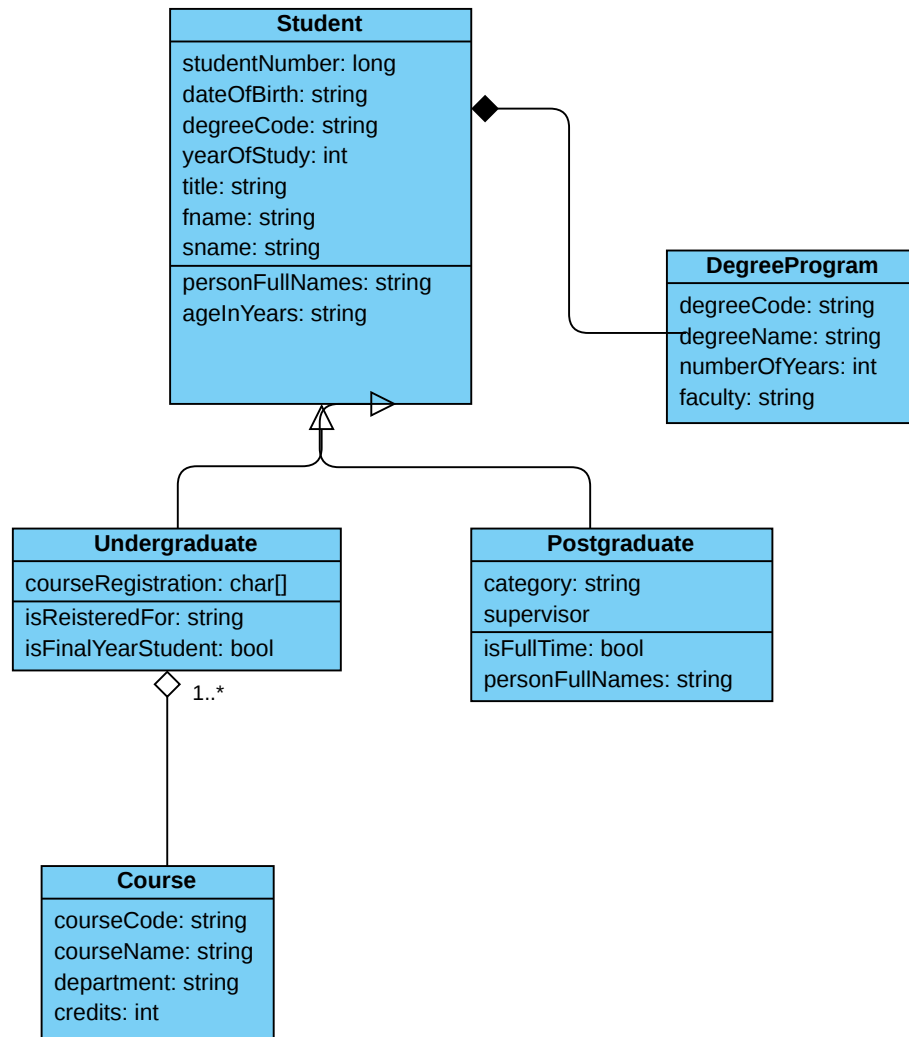 Student
studentNumber: long
dateOfBirth: string
degreeCode: string
yearOfStudy: int
title: string
fname: string
sname: string
personFullNames: string
ageInYears: string
DegreeProgram
degreeCode: string
degreeName: string
numberOfYears: int
faculty: string
Undergraduate
courseRegistration: char[]
isReisteredFor: string
isFinalYearStudent: bool
1..*
Postgraduate
category: string
supervisor
isFullTime: bool
personFullNames: string
Course
courseCode: string
courseName: string
department: string
credits: int